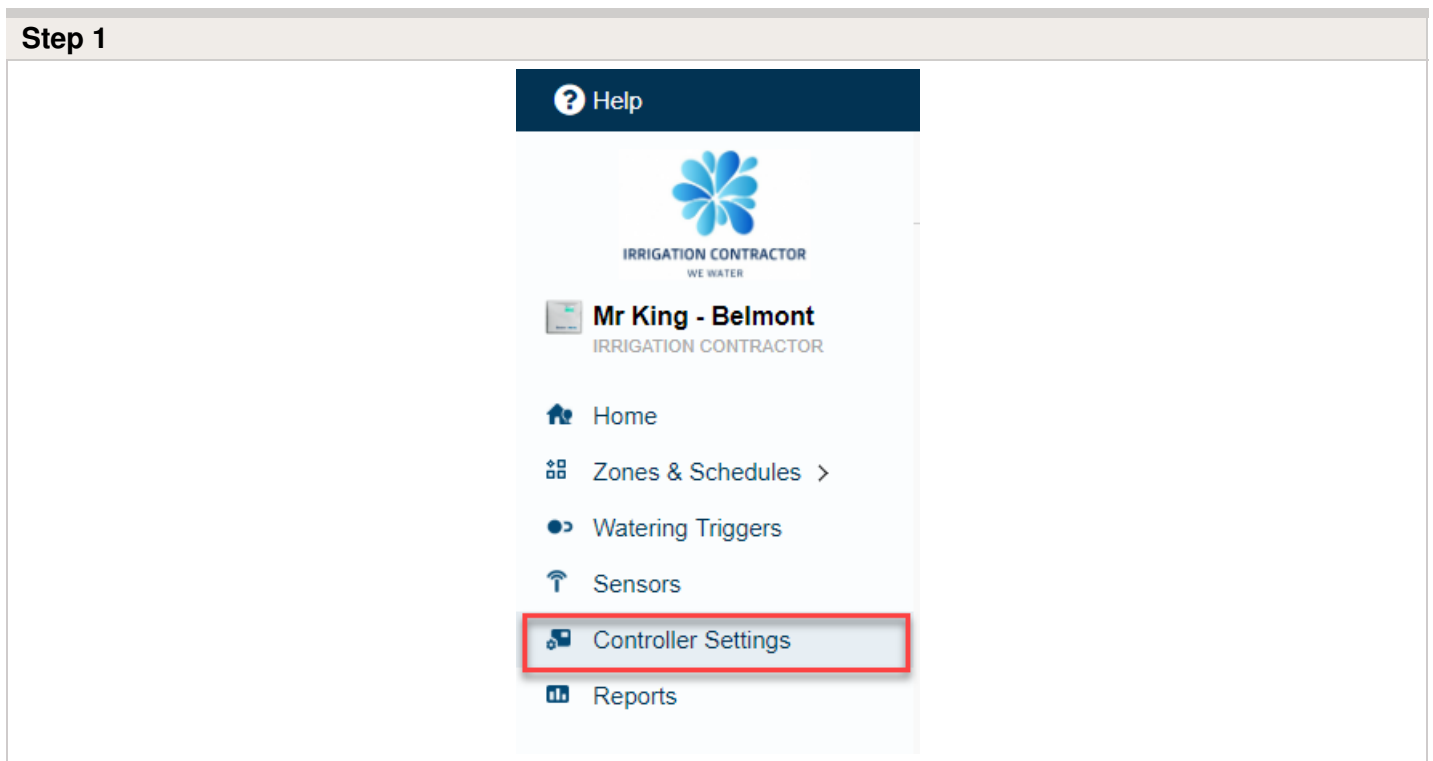 Step 1
Help
IRRIGATION CONTRACTOR
WE WATER
Mr King - Belmont
IRRIGATION CONTRACTOR
Home
Zones & Schedules >
Watering Triggers
Sensors
Controller Settings
Reports